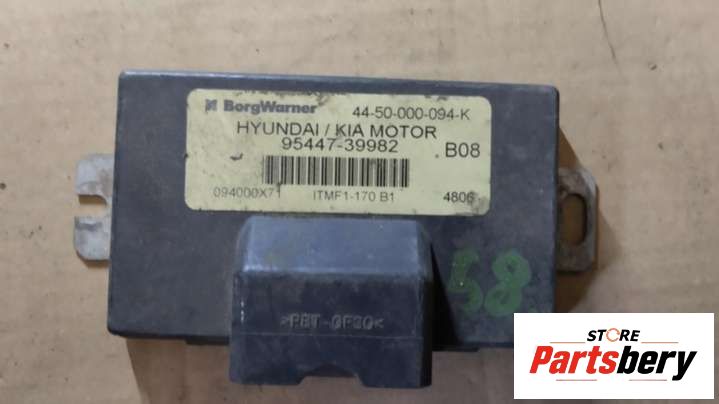 BorgWarner 44-50-000-094-K
HYUNDAI / KIA MOTOR
95447-39982 B08
094000X71 ITMF1-170 B1 4806
58
>PBT-GF30<
STORE
Partsbery